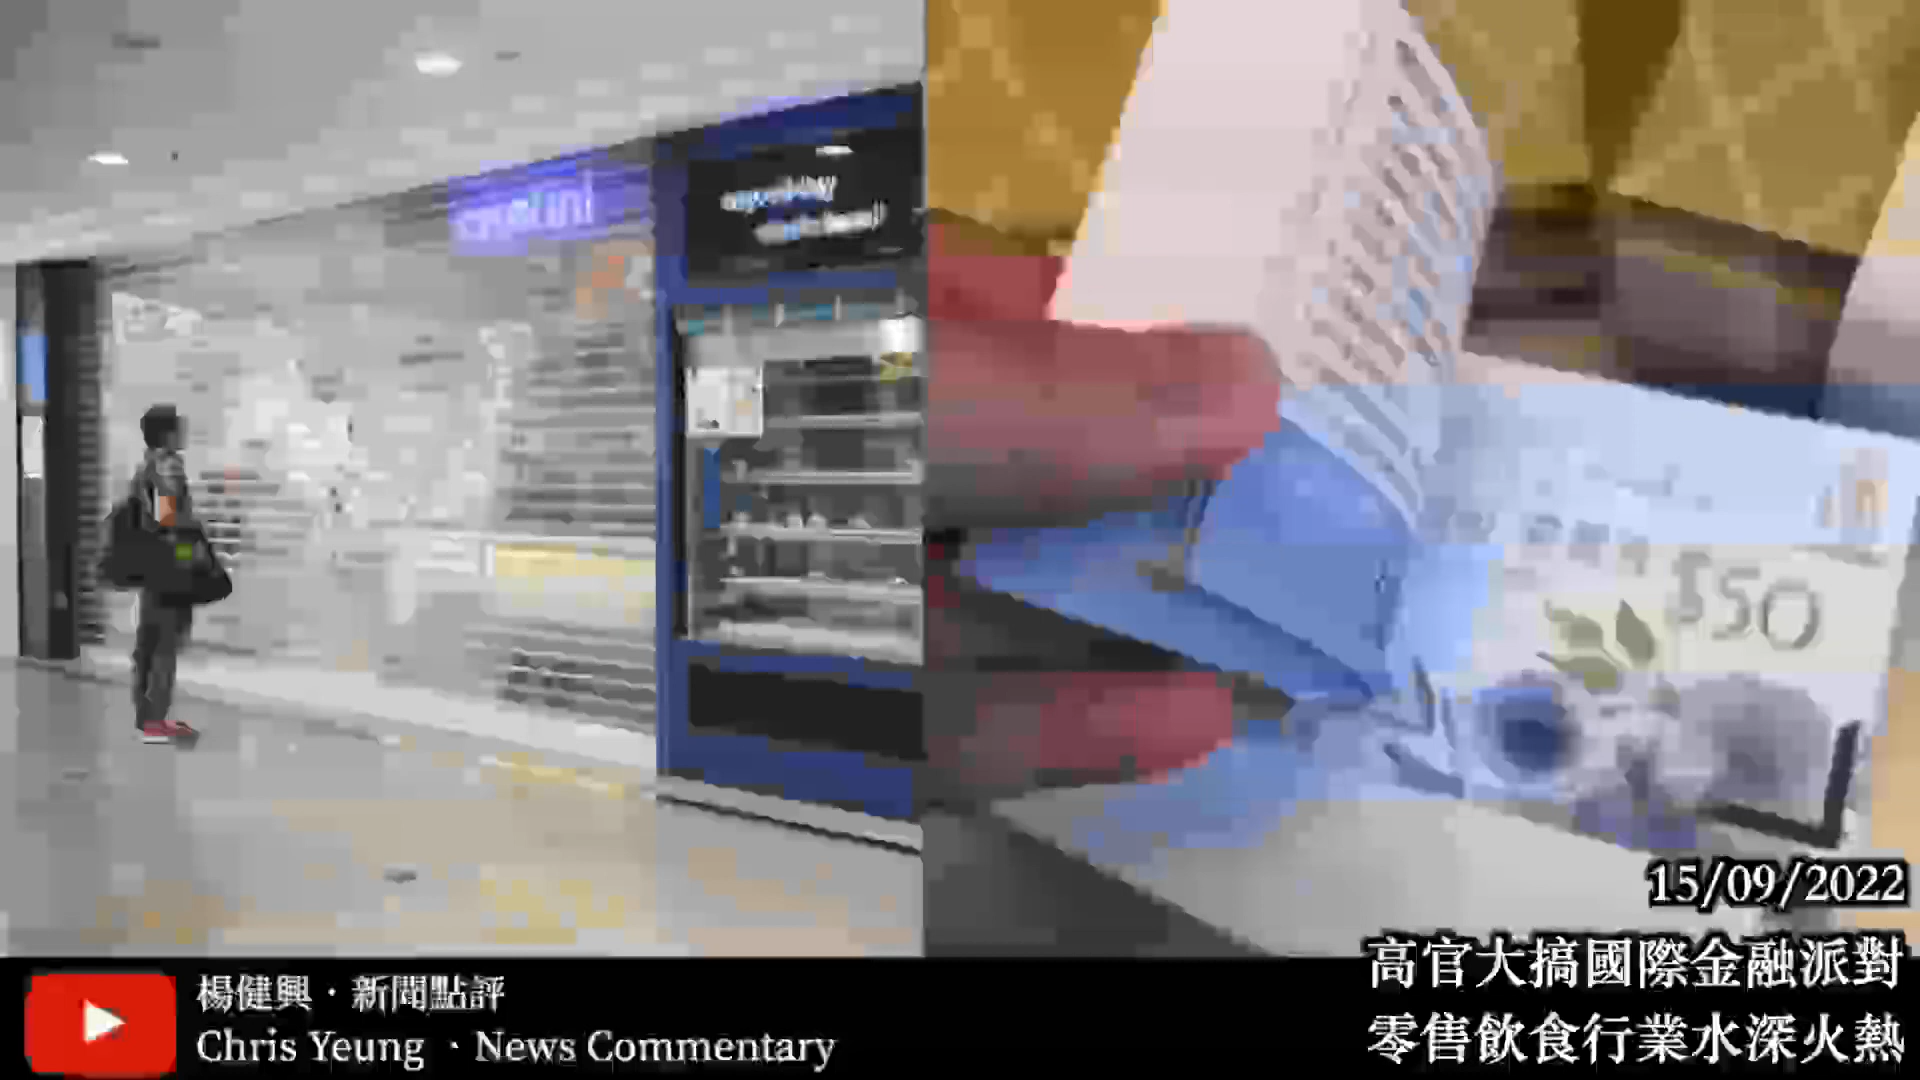 $50
15/09/2022
高官大搞國際金融派對
零售飲食行業水深火熱
楊健興·新聞點評
Chris Yeung · News Commentary